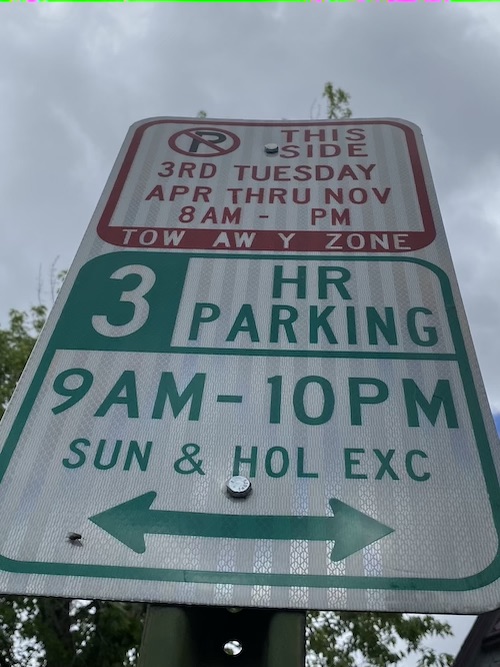 P THIS
SIDE
3RD TUESDAY
APR THRU NOV
8AM - PM
TOW AW Y ZONE
3 HR
PARKING
9AM-10PM
SUN & HOL EXC